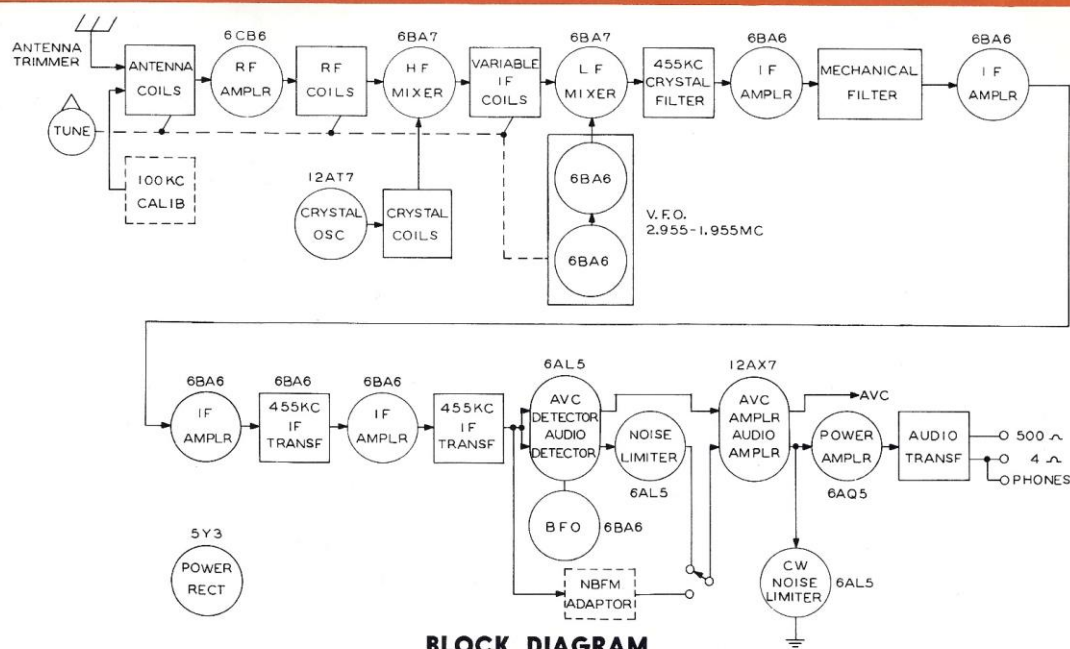 ANTENNA
TRIMMER
ANTENNA
COILS
6CB6
RF
AMPLR
RF
COILS
6BA7
HF
MIXER
VARIABLE
IF
COILS
6BA7
LF
MIXER
455KC
CRYSTAL
FILTER
6BA6
IF
AMPLR
MECHANICAL
FILTER
6BA6
IF
AMPLR
TUNE
100KC
CALIB
12AT7
CRYSTAL
OSC
CRYSTAL
COILS
6BA6
6BA6
V.F.O.
2.955-1.955MC
6BA6
IF
AMPLR
6BA6
455KC
IF
TRANSF
6BA6
IF
AMPLR
455KC
IF
TRANSF
6AL5
AVC
DETECTOR
AUDIO
DETECTOR
NOISE
LIMITER
6AL5
12AX7
AVC
AMPLR
AUDIO
AMPLR
AVC
POWER
AMPLR
6AQ5
AUDIO
TRANSF
500 Ω
4 Ω
PHONES
BFO
6BA6
5Y3
POWER
RECT
NBFM
ADAPTOR
CW
NOISE
LIMITER
6AL5
BLOCK DIAGRAM